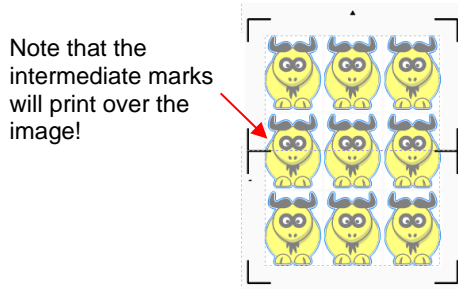 Note that the
intermediate marks
will print over the
image!